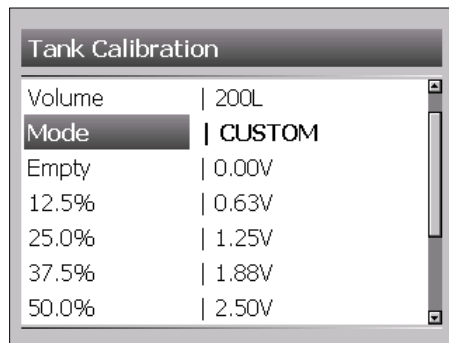 Tank Calibration
Volume | 200L
Mode | CUSTOM
Empty | 0.00V
12.5% | 0.63V
25.0% | 1.25V
37.5% | 1.88V
50.0% | 2.50V